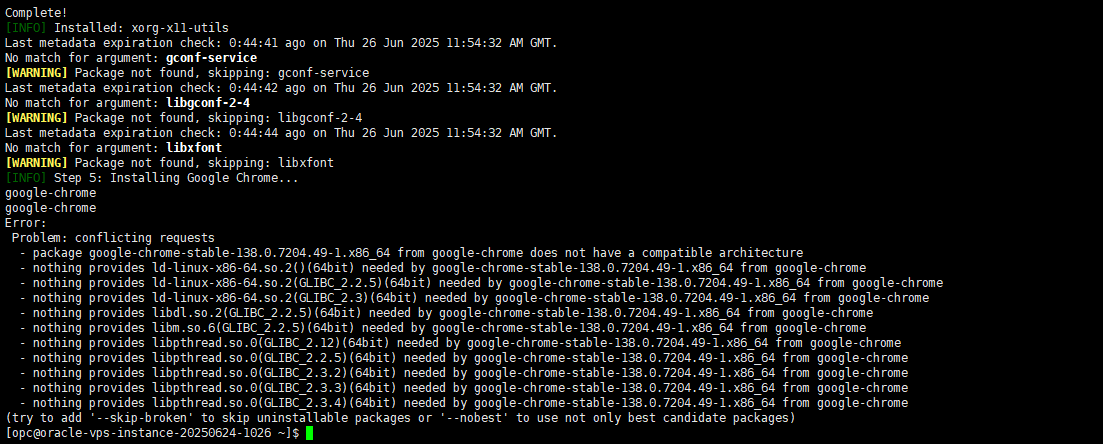 Complete!
[INFO] Installed: xorg-x11-utils
Last metadata expiration check: 0:44:41 ago on Thu 26 Jun 2025 11:54:32 AM GMT.
No match for argument: gconf-service
[WARNING] Package not found, skipping: gconf-service
Last metadata expiration check: 0:44:42 ago on Thu 26 Jun 2025 11:54:32 AM GMT.
No match for argument: libgconf-2-4
[WARNING] Package not found, skipping: libgconf-2-4
Last metadata expiration check: 0:44:44 ago on Thu 26 Jun 2025 11:54:32 AM GMT.
No match for argument: libxfont
[WARNING] Package not found, skipping: libxfont
[INFO] Step 5: Installing Google Chrome...
google-chrome
google-chrome
Error:
 Problem: conflicting requests
  - package google-chrome-stable-138.0.7204.49-1.x86_64 from google-chrome does not have a compatible architecture
  - nothing provides ld-linux-x86-64.so.2()(64bit) needed by google-chrome-stable-138.0.7204.49-1.x86_64 from google-chrome
  - nothing provides ld-linux-x86-64.so.2(GLIBC_2.2.5)(64bit) needed by google-chrome-stable-138.0.7204.49-1.x86_64 from google-chrome
  - nothing provides ld-linux-x86-64.so.2(GLIBC_2.3)(64bit) needed by google-chrome-stable-138.0.7204.49-1.x86_64 from google-chrome
  - nothing provides libdl.so.2(GLIBC_2.2.5)(64bit) needed by google-chrome-stable-138.0.7204.49-1.x86_64 from google-chrome
  - nothing provides libm.so.6(GLIBC_2.2.5)(64bit) needed by google-chrome-stable-138.0.7204.49-1.x86_64 from google-chrome
  - nothing provides libpthread.so.0(GLIBC_2.12)(64bit) needed by google-chrome-stable-138.0.7204.49-1.x86_64 from google-chrome
  - nothing provides libpthread.so.0(GLIBC_2.2.5)(64bit) needed by google-chrome-stable-138.0.7204.49-1.x86_64 from google-chrome
  - nothing provides libpthread.so.0(GLIBC_2.3.2)(64bit) needed by google-chrome-stable-138.0.7204.49-1.x86_64 from google-chrome
  - nothing provides libpthread.so.0(GLIBC_2.3.3)(64bit) needed by google-chrome-stable-138.0.7204.49-1.x86_64 from google-chrome
  - nothing provides libpthread.so.0(GLIBC_2.3.4)(64bit) needed by google-chrome-stable-138.0.7204.49-1.x86_64 from google-chrome
(try to add '--skip-broken' to skip uninstallable packages or '--nobest' to use not only best candidate packages)
[opc@oracle-vps-instance-20250624-1026 ~]$